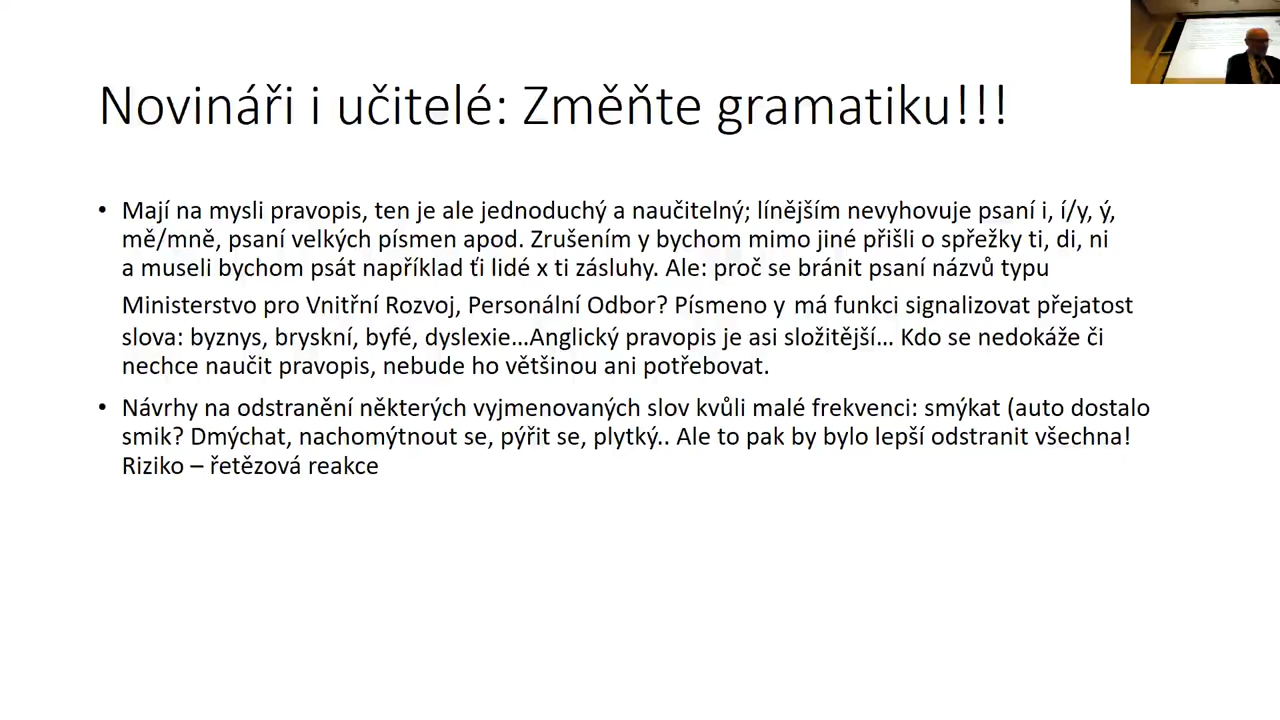 Novináři i učitelé: Změňte gramatiku!!!
• Mají na mysli pravopis, ten je ale jednoduchý a naučitelný; línějším nevyhovuje psaní i, í/y, ý,
mě/mně, psaní velkých písmen apod. Zrušením y bychom mimo jiné přišli o spřežky ti, di, ni
a museli bychom psát například ťi lidé x ti zásluhy. Ale: proč se bránit psaní názvů typu
Ministerstvo pro Vnitřní Rozvoj, Personální Odbor? Písmeno y má funkci signalizovat přejatost
slova: byznys, bryskní, byfé, dyslexie…Anglický pravopis je asi složitější… Kdo se nedokáže či
nechce naučit pravopis, nebude ho většinou ani potřebovat.
• Návrhy na odstranění některých vyjmenovaných slov kvůli malé frekvenci: smýkat (auto dostalo
smik? Dmýchat, nachomýtnout se, pýřit se, plytký.. Ale to pak by bylo lepší odstranit všechna!
Riziko – řetězová reakce